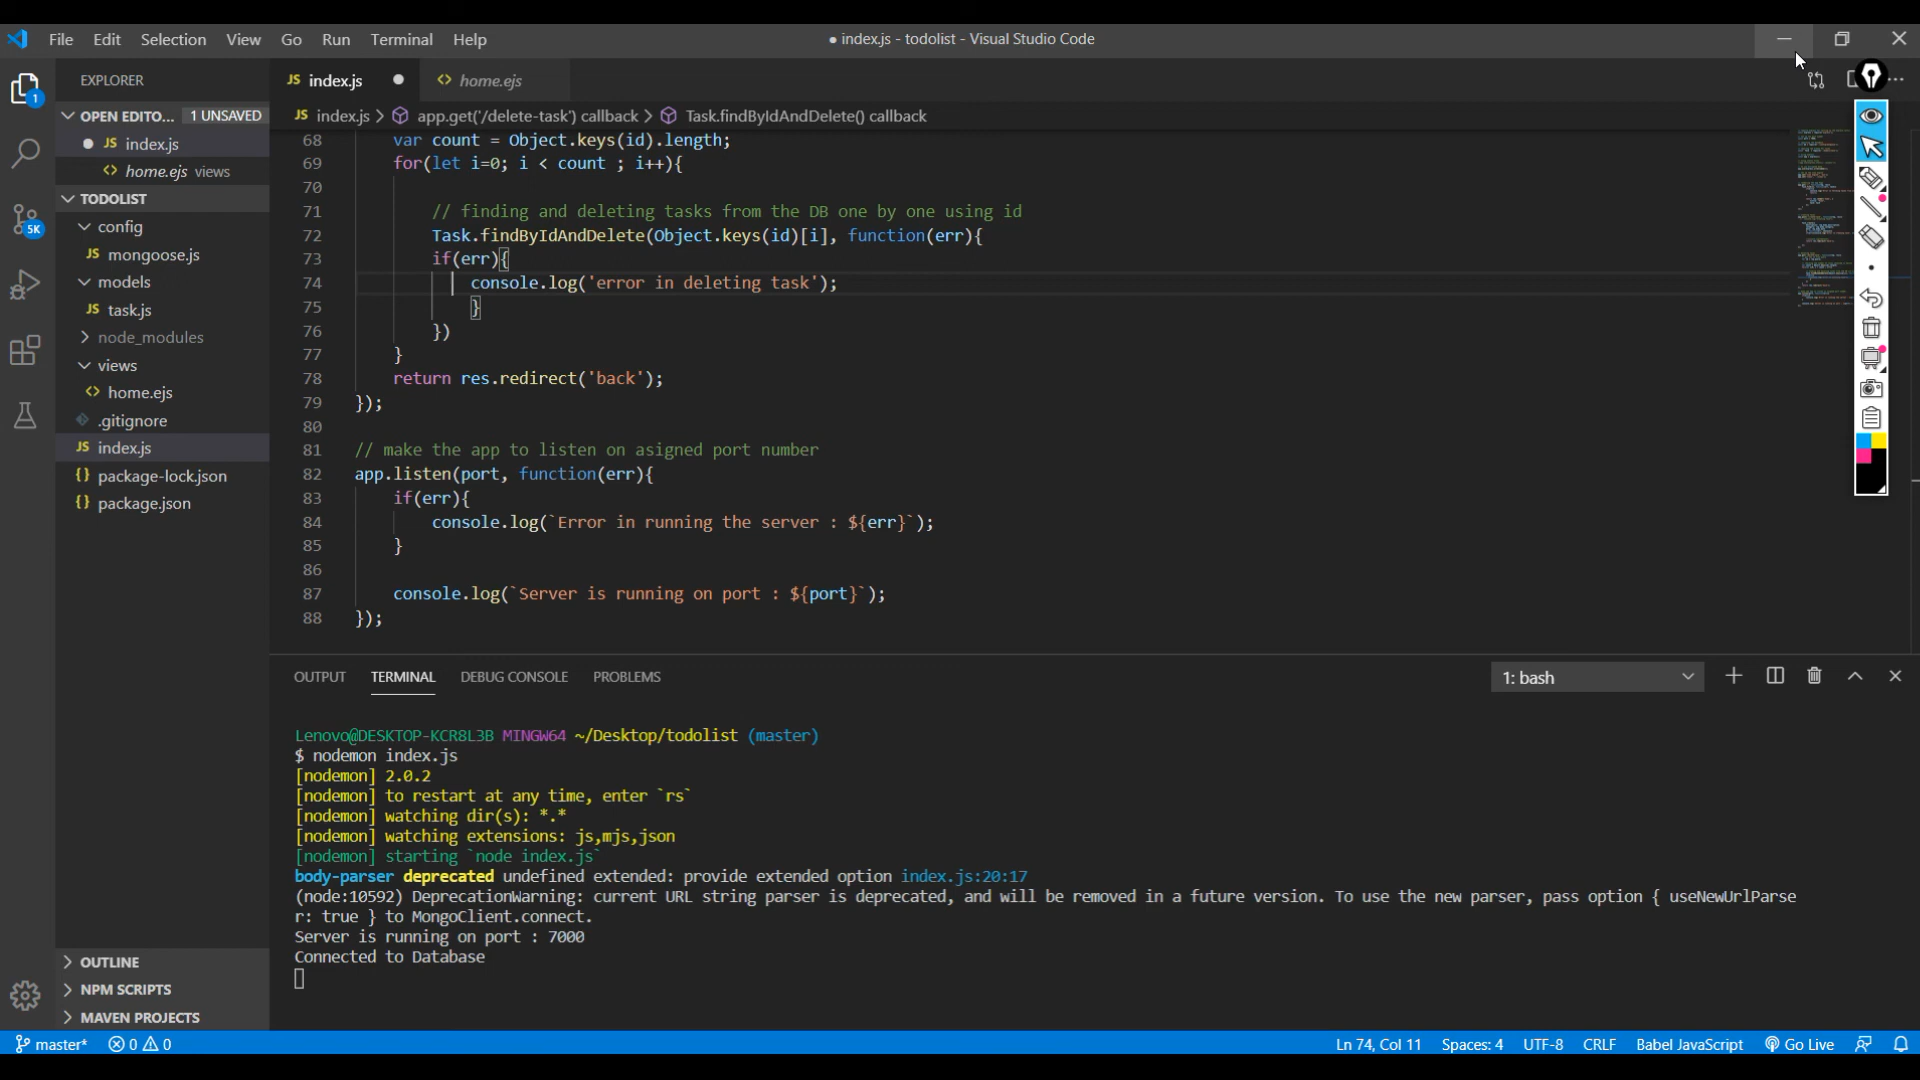 File Edit Selection View Go Run Terminal Help
● index.js - todolist - Visual Studio Code
EXPLORER
OPEN EDITO... 1 UNSAVED
JS index.js
home.ejs views
TODOLIST
config
JS mongoose.js
models
JS task.js
node_modules
views
home.ejs
.gitignore
JS index.js
package-lock.json
package.json
OUTLINE
NPM SCRIPTS
MAVEN PROJECTS
1
5K
JS index.js ● home.ejs
JS index.js > app.get('/delete-task') callback > Task.findByIdAndDelete() callback
68 var count = Object.keys(id).length;
69 for(let i=0; i < count ; i++){
70
71 // finding and deleting tasks from the DB one by one using id
72 Task.findByIdAndDelete(Object.keys(id)[i], function(err){
73 if(err){
74 console.log('error in deleting task');
75 }
76 })
77 }
78 return res.redirect('back');
79 });
80
81 // make the app to listen on asigned port number
82 app.listen(port, function(err){
83 if(err){
84 console.log(`Error in running the server : ${err}`);
85 }
86
87 console.log(`Server is running on port : ${port}`);
88 });
OUTPUT TERMINAL DEBUG CONSOLE PROBLEMS 1: bash
Lenovo@DESKTOP-KCR8L3B MINGW64 ~/Desktop/todolist (master)
$ nodemon index.js
[nodemon] 2.0.2
[nodemon] to restart at any time, enter `rs`
[nodemon] watching dir(s): *.*
[nodemon] watching extensions: js,mjs,json
[nodemon] starting `node index.js`
body-parser deprecated undefined extended: provide extended option index.js:20:17
(node:10592) DeprecationWarning: current URL string parser is deprecated, and will be removed in a future version. To use the new parser, pass option { useNewUrlParse
r: true } to MongoClient.connect.
Server is running on port : 7000
Connected to Database
master* 0 0 Ln 74, Col 11 Spaces: 4 UTF-8 CRLF Babel JavaScript Go Live